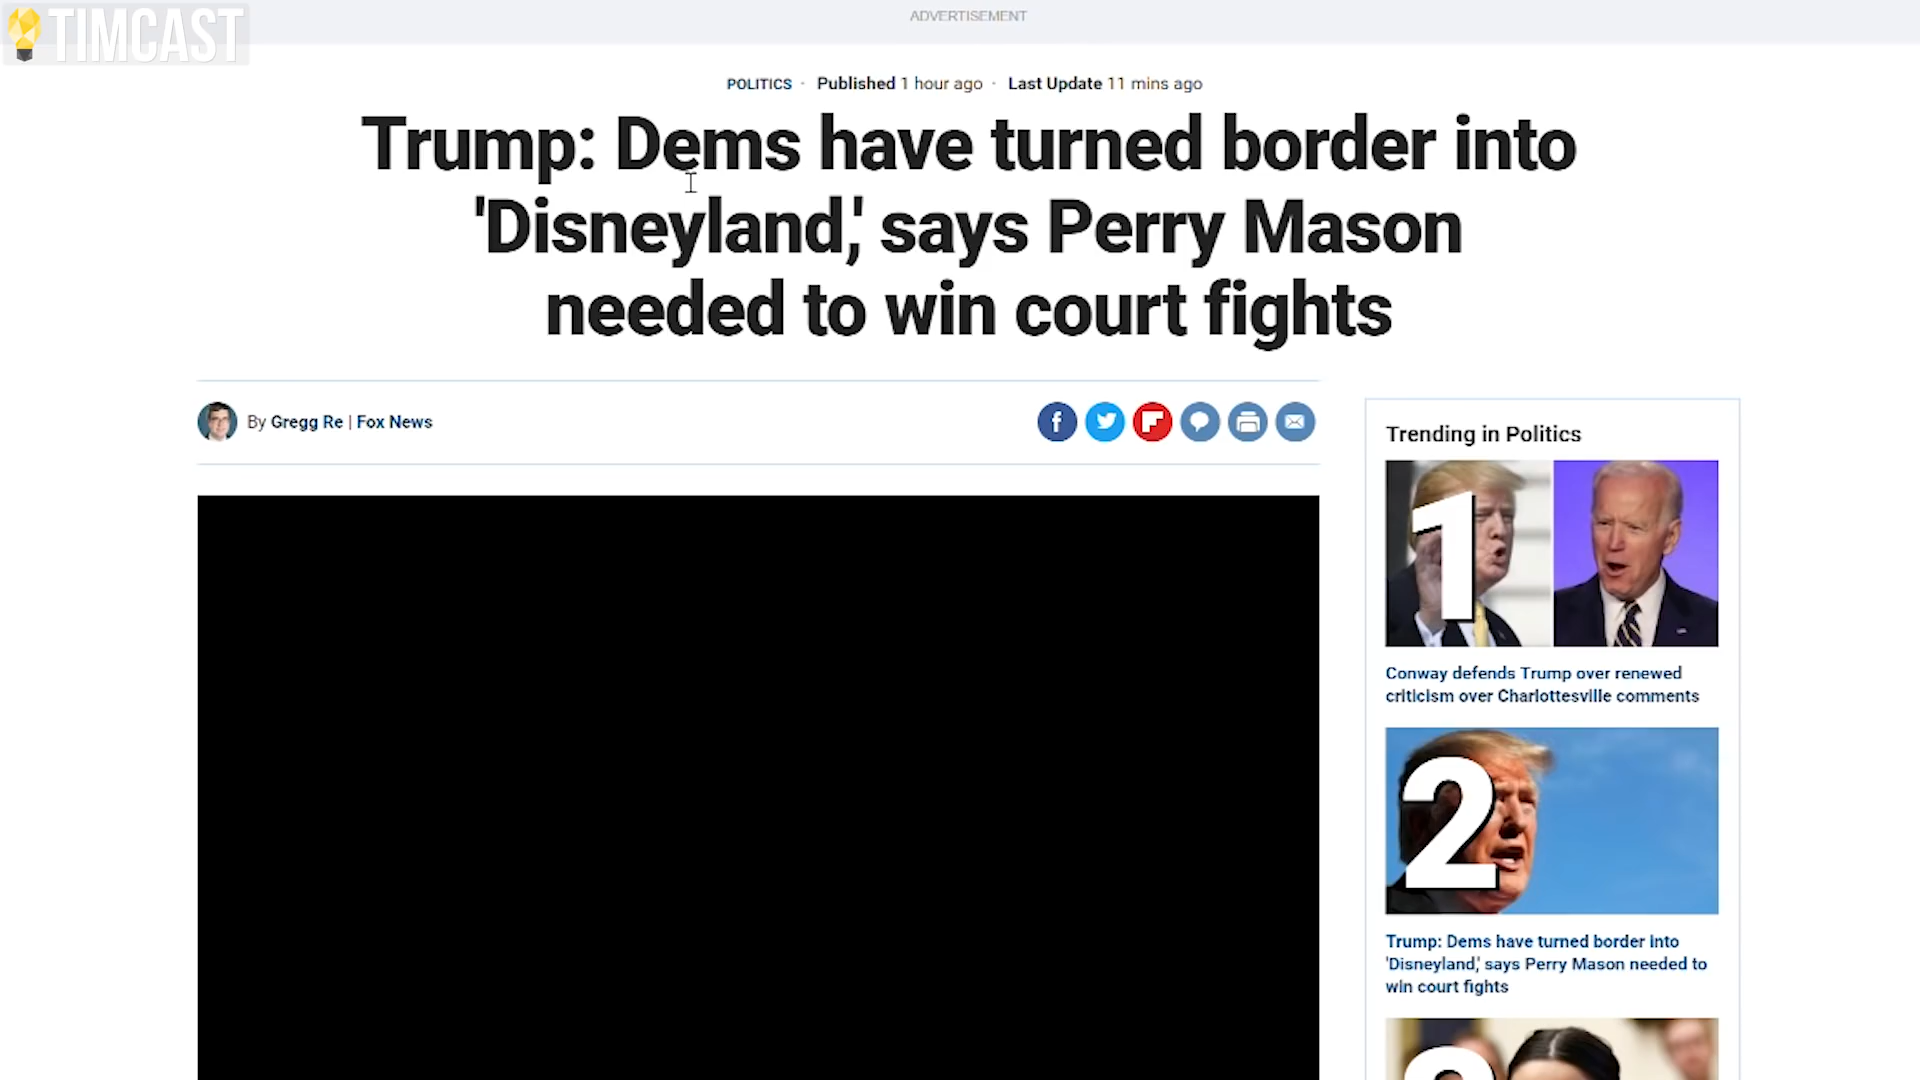 TIMCAST
ADVERTISEMENT
POLITICS · Published 1 hour ago · Last Update 11 mins ago
Trump: Dems have turned border into
'Disneyland,' says Perry Mason
needed to win court fights
By Gregg Re | Fox News
Trending in Politics
1
Conway defends Trump over renewed
criticism over Charlottesville comments
2
Trump: Dems have turned border into
'Disneyland,' says Perry Mason needed to
win court fights